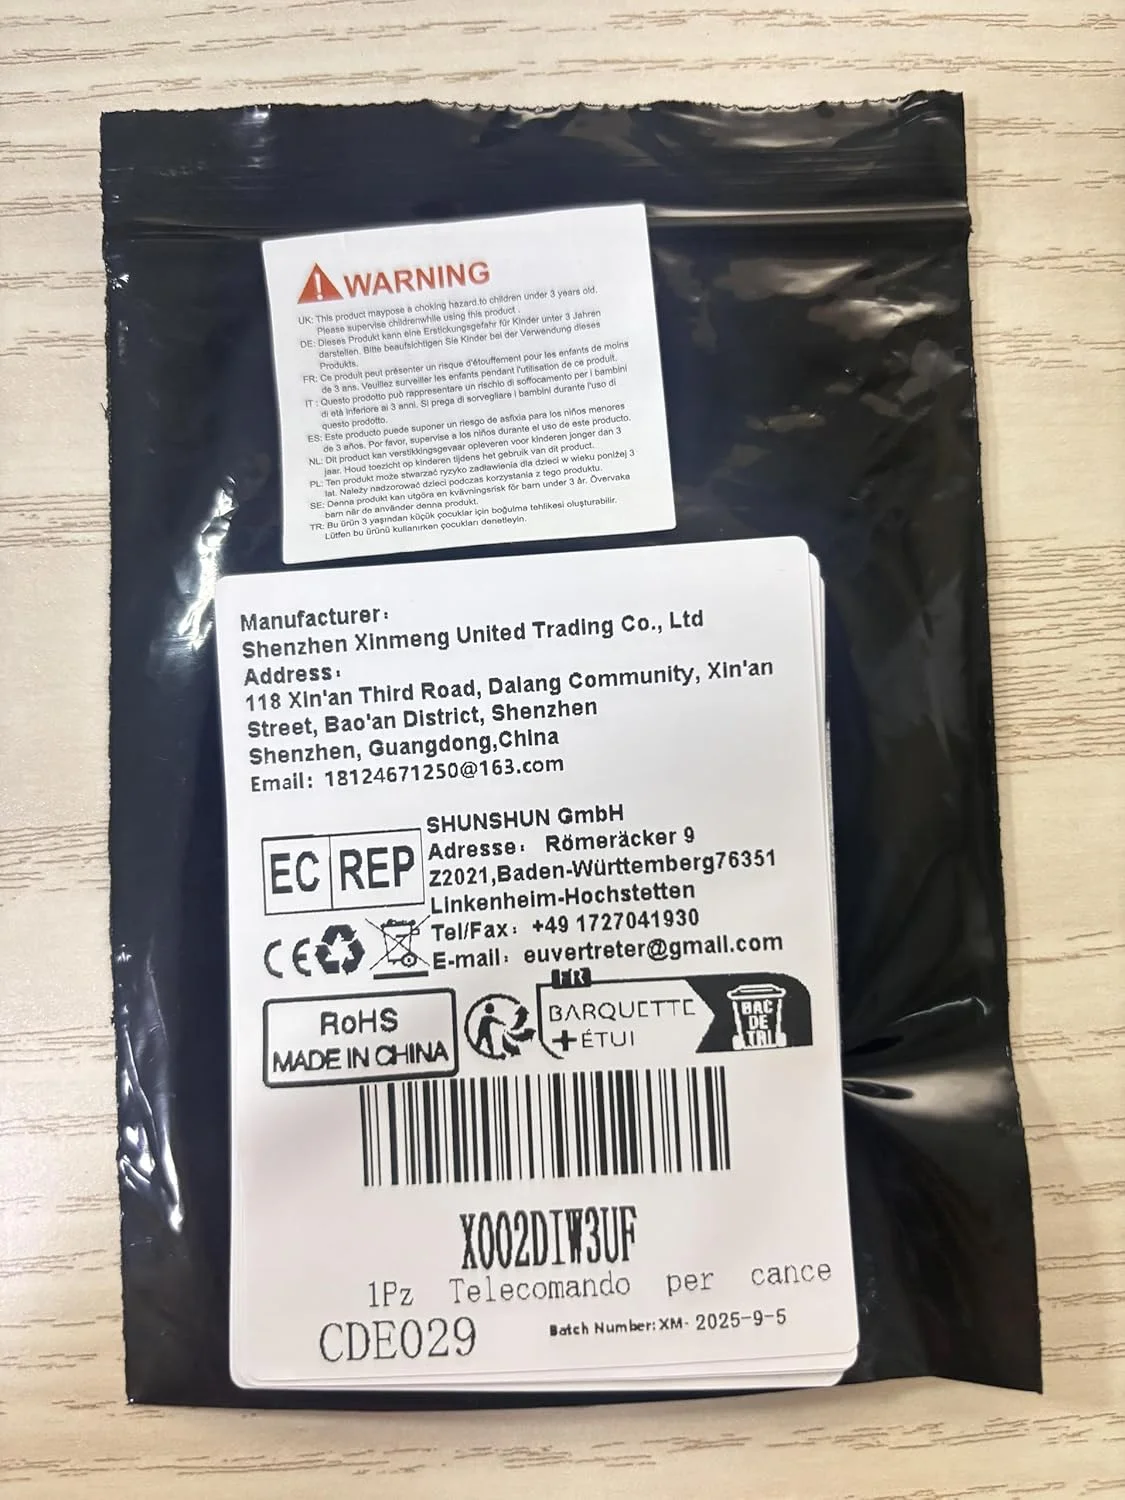 WARNING
UK: This product maypose a choking hazard.to children under 3 years old.
Please supervise childrenwhile using this product .
DE: Dieses Produkt kann eine Erstickungsgefahr für Kinder unter 3 Jahren
darstellen. Bitte beaufsichtigen Sie Kinder bei der Verwendung dieses
Produkts.
FR: Ce produit peut présenter un risque d'étouffement pour les enfants de moins
de 3 ans. Veuillez surveiller les enfants pendant l'utilisation de ce produit.
IT : Questo prodotto può rappresentare un rischio di soffocamento per i bambini
di età inferiore ai 3 anni. Si prega di sorvegliare i bambini durante l'uso di
questo prodotto.
ES: Este producto puede suponer un riesgo de asfixia para los niños menores
de 3 años. Por favor, supervise a los niños durante el uso de este producto.
NL: Dit product kan verstikkingsgevaar opleveren voor kinderen jonger dan 3
jaar. Houd toezicht op kinderen tijdens het gebruik van dit product.
PL: Ten produkt może stwarzać ryzyko zadławienia dla dzieci w wieku poniżej 3
lat. Należy nadzorować dzieci podczas korzystania z tego produktu.
SE: Denna produkt kan utgöra en kvävningsrisk för barn under 3 år. Övervaka
barn när de använder denna produkt.
TR: Bu ürün 3 yaşından küçük çocuklar için boğulma tehlikesi oluşturabilir.
Lütfen bu ürünü kullanırken çocukları denetleyin.
Manufacturer:
Shenzhen Xinmeng United Trading Co., Ltd
Address:
118 Xin'an Third Road, Dalang Community, Xin'an
Street, Bao'an District, Shenzhen
Shenzhen, Guangdong,China
Email: 18124671250@163.com
EC REP
SHUNSHUN GmbH
Adresse: Römeräcker 9
Z2021,Baden-Württemberg76351
Linkenheim-Hochstetten
Tel/Fax: +49 1727041930
E-mail: euvertreter@gmail.com
CE
RoHS
MADE IN CHINA
FR
BARQUETTE
+ ÉTUI
BAC
DE
TRI
X002DIW3UF
1Pz Telecomando per cance
CDE029
Batch Number: XM- 2025-9-5